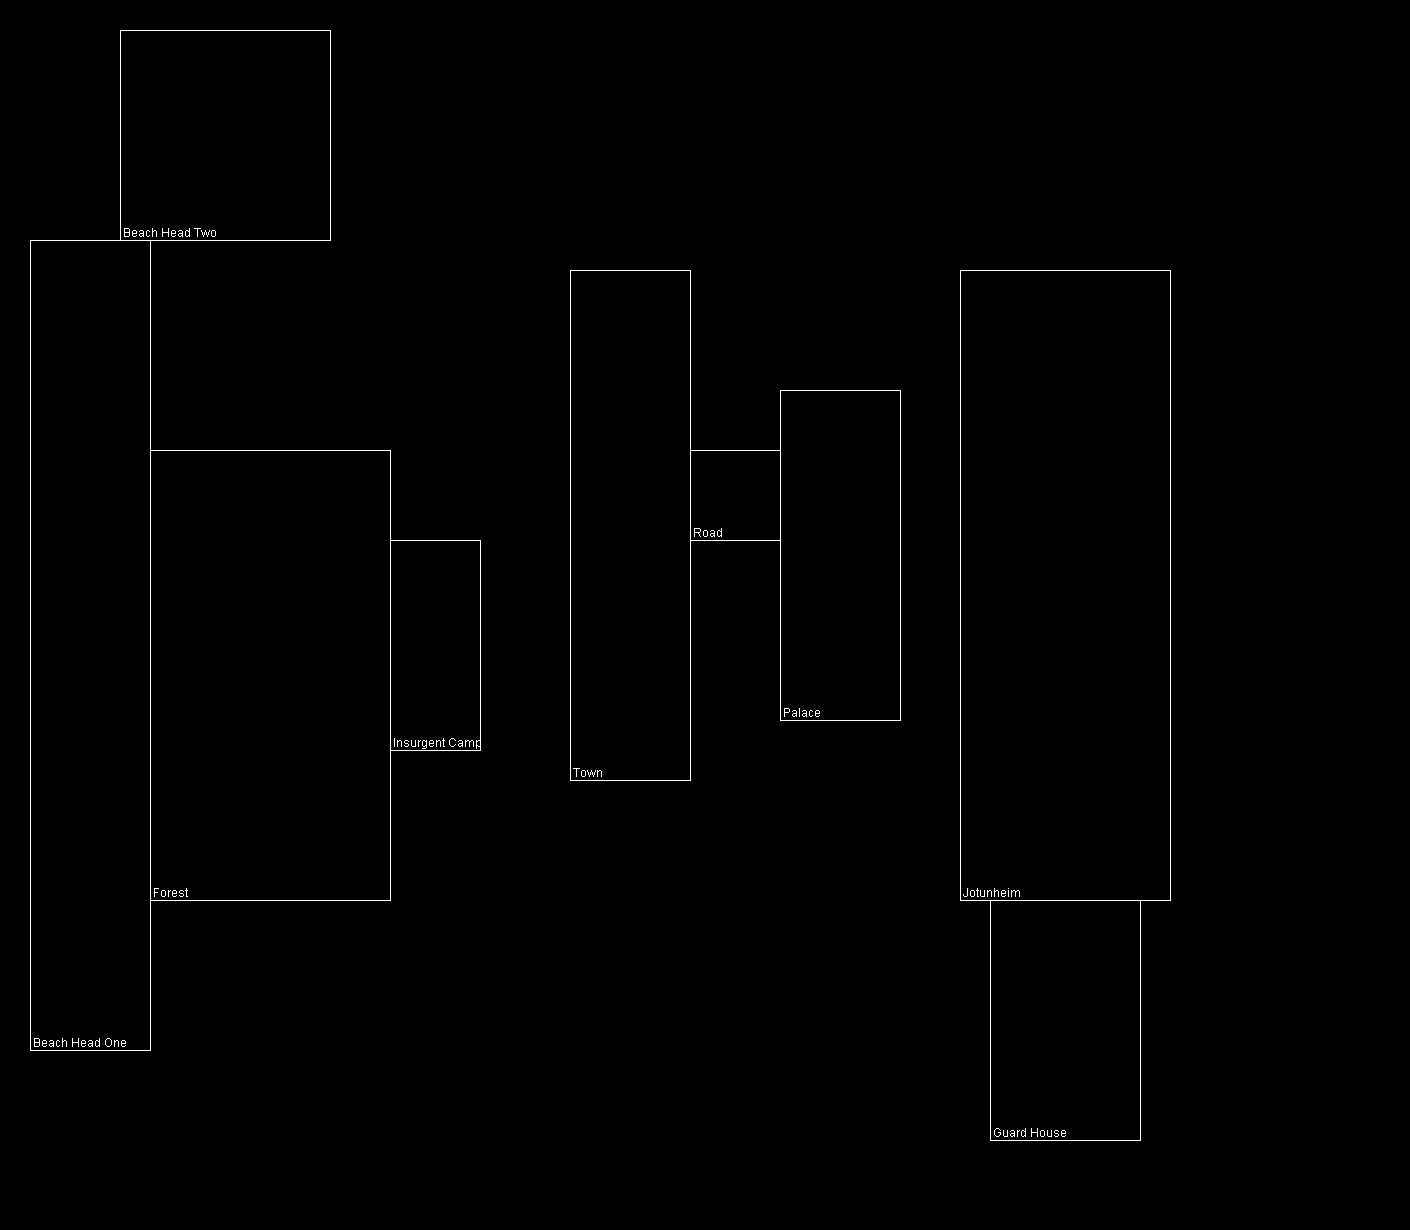 Beach Head Two
Road
Palace
Insurgent Camp
Town
Forest
Jotunheim
Beach Head One
Guard House